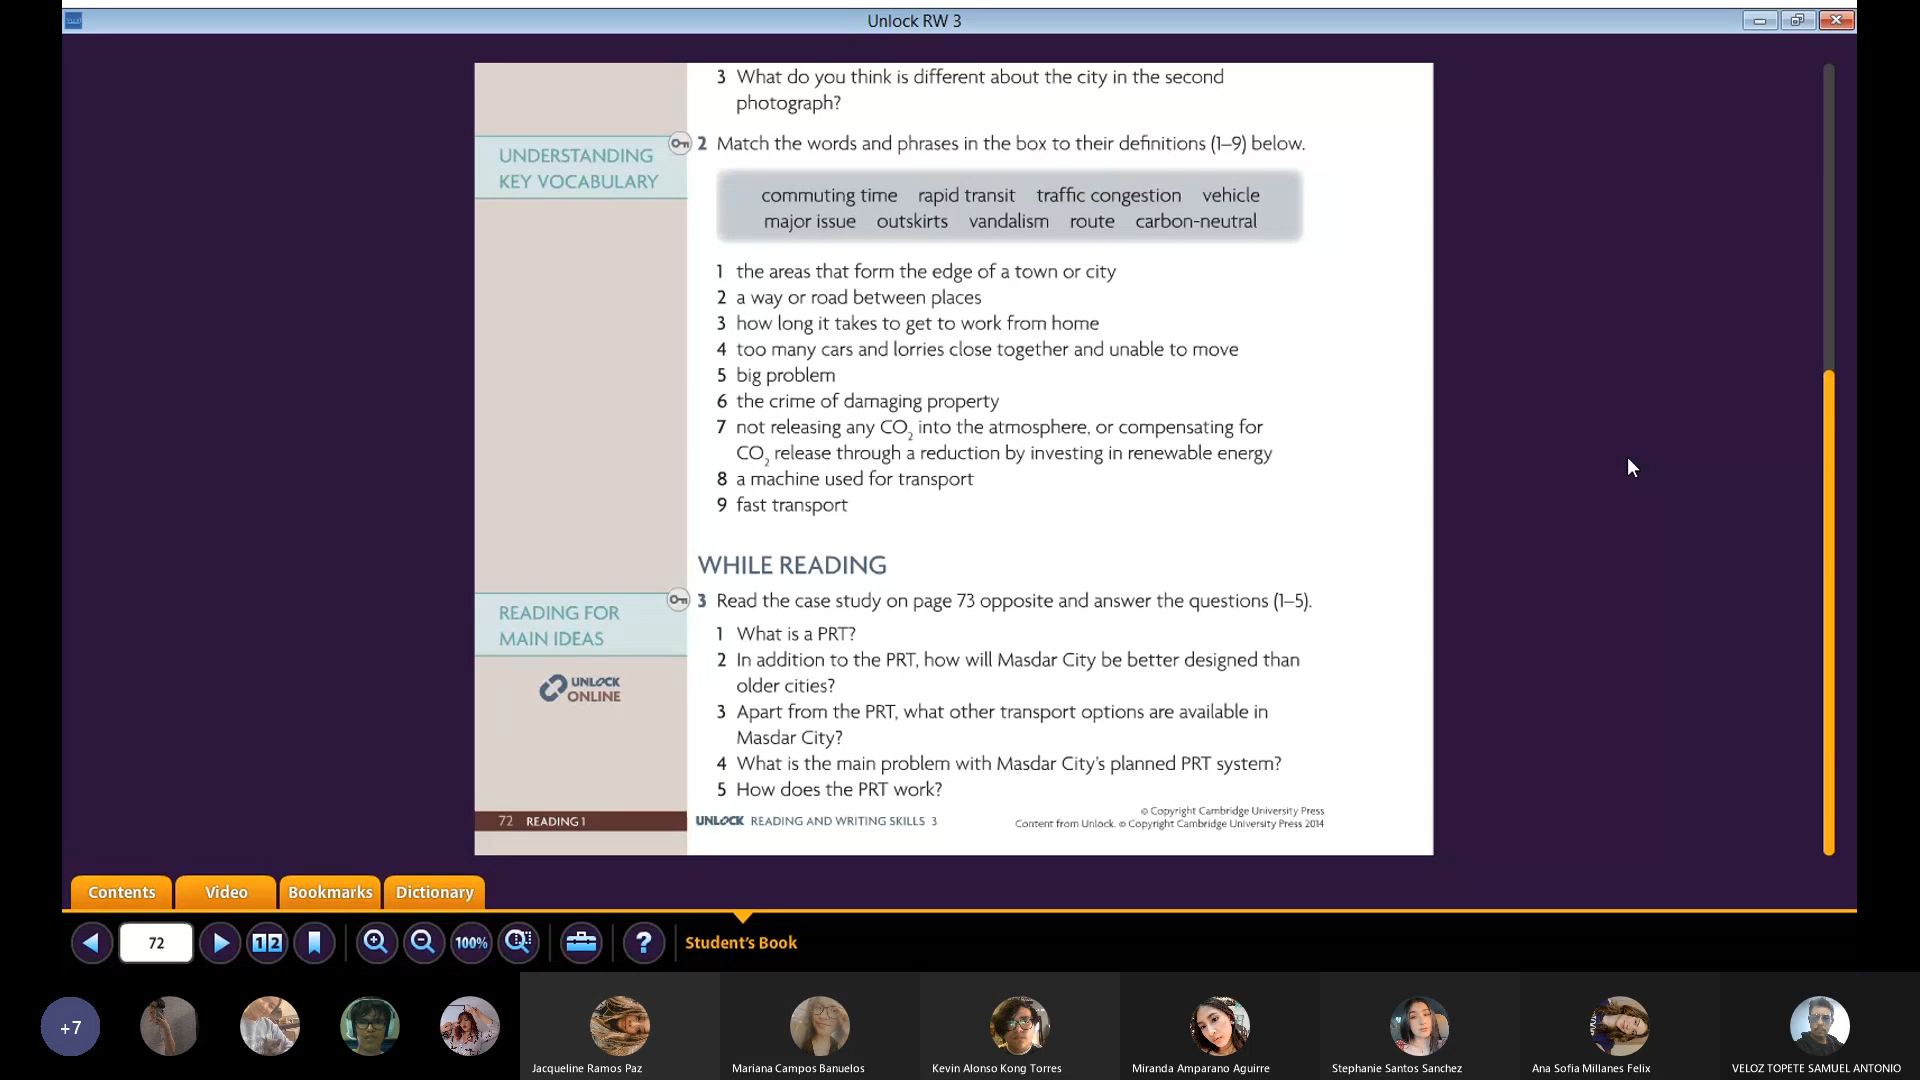 Unlock RW 3
3 What do you think is different about the city in the second
photograph?
UNDERSTANDING
KEY VOCABULARY
2 Match the words and phrases in the box to their definitions (1–9) below.
commuting time rapid transit traffic congestion vehicle
major issue outskirts vandalism route carbon-neutral
1 the areas that form the edge of a town or city
2 a way or road between places
3 how long it takes to get to work from home
4 too many cars and lorries close together and unable to move
5 big problem
6 the crime of damaging property
7 not releasing any CO₂ into the atmosphere, or compensating for
CO₂ release through a reduction by investing in renewable energy
8 a machine used for transport
9 fast transport
WHILE READING
READING FOR
MAIN IDEAS
3 Read the case study on page 73 opposite and answer the questions (1–5).
UNLOCK
ONLINE
1 What is a PRT?
2 In addition to the PRT, how will Masdar City be better designed than
older cities?
3 Apart from the PRT, what other transport options are available in
Masdar City?
4 What is the main problem with Masdar City's planned PRT system?
5 How does the PRT work?
72 READING 1
UNLOCK READING AND WRITING SKILLS 3
© Copyright Cambridge University Press
Content from Unlock. © Copyright Cambridge University Press 2014
Contents Video Bookmarks Dictionary
72 12 100% ? Student's Book
+7
Jacqueline Ramos Paz
Mariana Campos Banuelos
Kevin Alonso Kong Torres
Miranda Amparano Aguirre
Stephanie Santos Sanchez
Ana Sofia Millanes Felix
VELOZ TOPETE SAMUEL ANTONIO